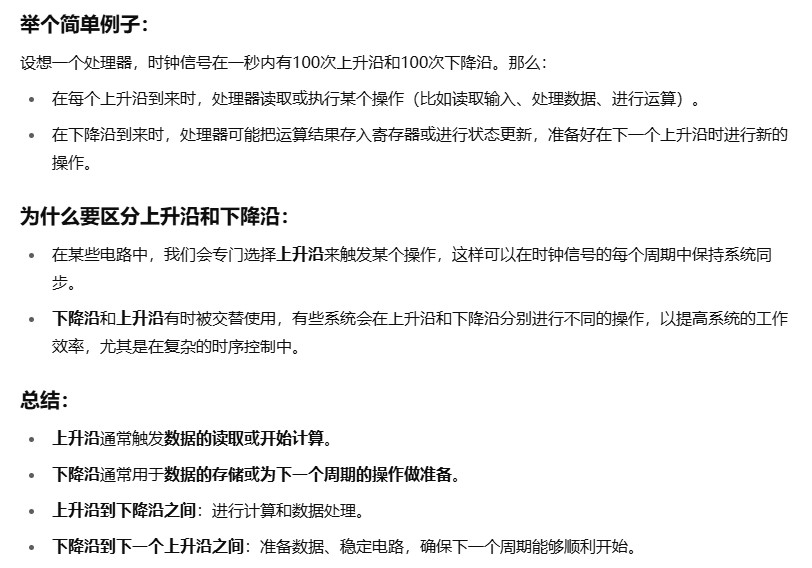 举个简单例子：
设想一个处理器，时钟信号在一秒内有100次上升沿和100次下降沿。那么：
在每个上升沿到来时，处理器读取或执行某个操作（比如读取输入、处理数据、进行运算）。
在下降沿到来时，处理器可能把运算结果存入寄存器或进行状态更新，准备好在下一个上升沿时进行新的
操作。
为什么要区分上升沿和下降沿：
在某些电路中，我们会专门选择上升沿来触发某个操作，这样可以在时钟信号的每个周期中保持系统同
步。
下降沿和上升沿有时被交替使用，有些系统会在上升沿和下降沿分别进行不同的操作，以提高系统的工作
效率，尤其是在复杂的时序控制中。
总结：
上升沿通常触发数据的读取或开始计算。
下降沿通常用于数据的存储或为下一个周期的操作做准备。
上升沿到下降沿之间：进行计算和数据处理。
下降沿到下一个上升沿之间：准备数据、稳定电路，确保下一个周期能够顺利开始。